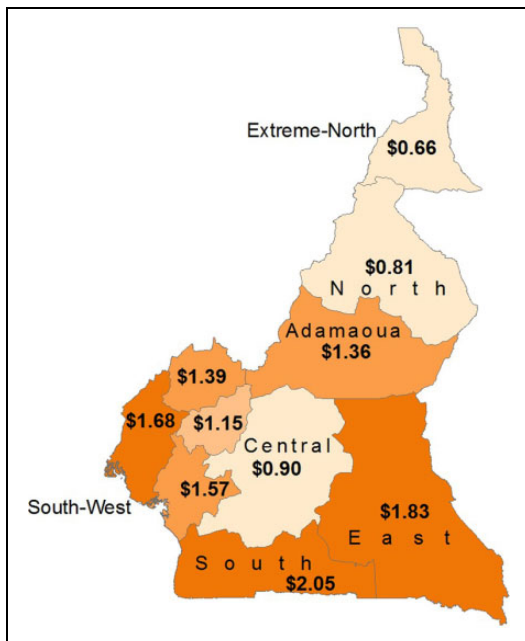 Extreme-North
$0.66
$0.81
North
Adamaoua
$1.36
$1.39
$1.68
$1.15
Central
$0.90
$1.57
South-West
$1.83
East
South
$2.05